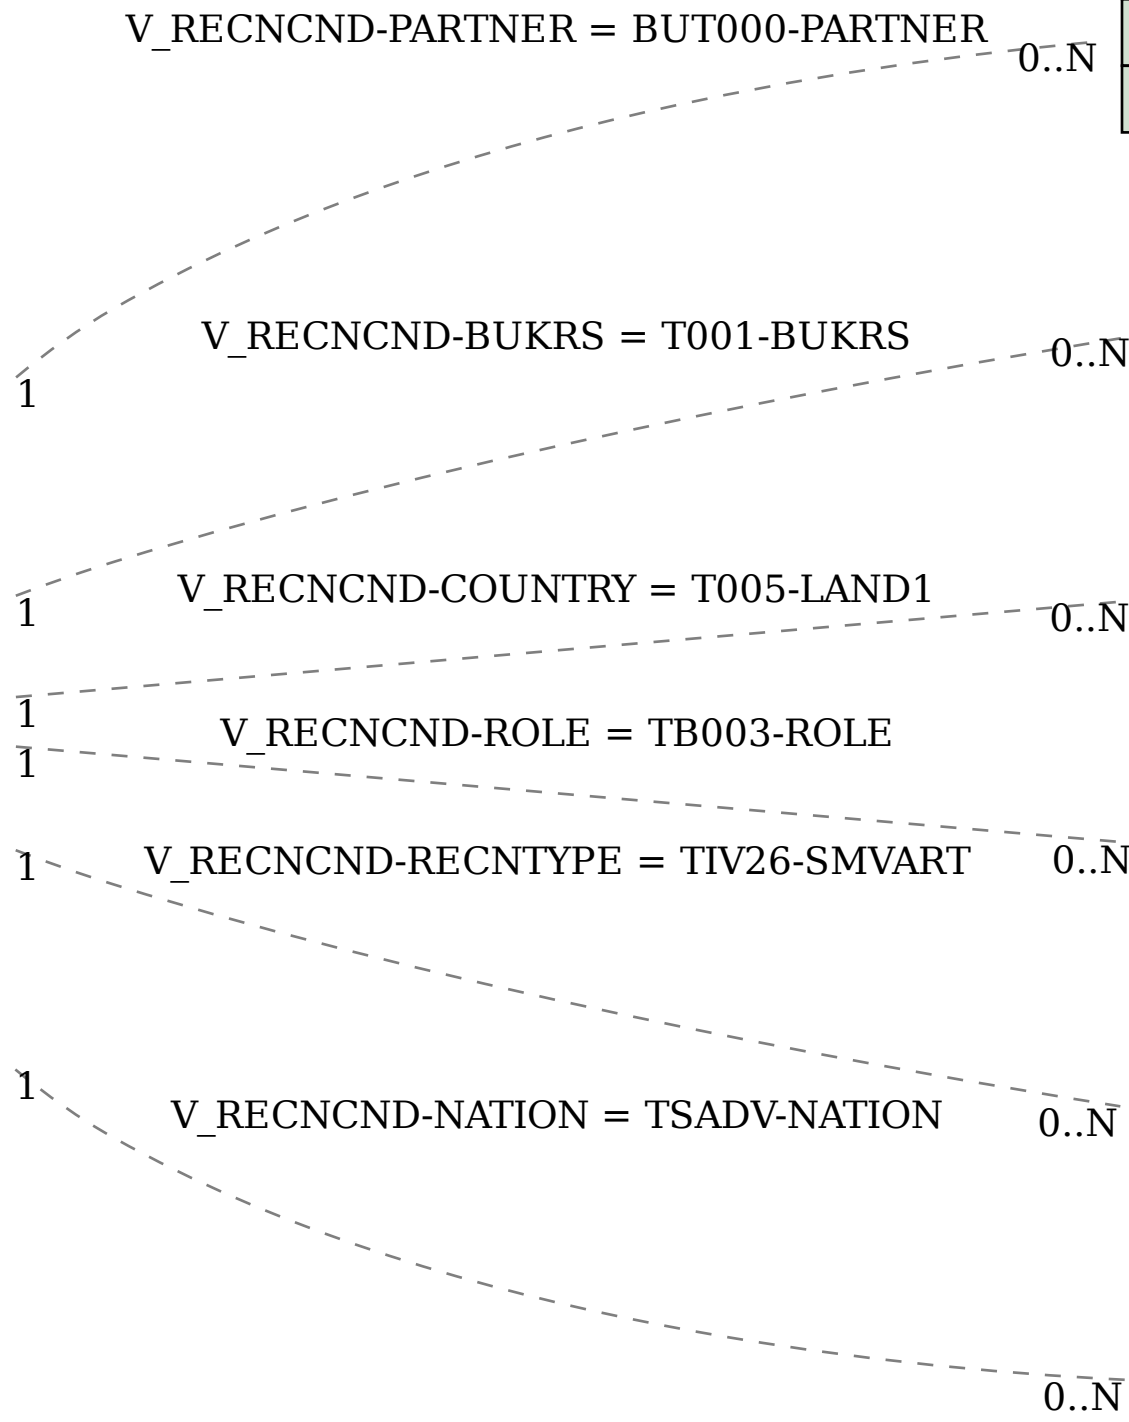 V_RECNCND-PARTNER = BUT000-PARTNER
0..N
V_RECNCND-BUKRS = T001-BUKRS
0..N
1
V_RECNCND-COUNTRY = T005-LAND1
1
0..N
1
V_RECNCND-ROLE = TB003-ROLE
1
V_RECNCND-RECNTYPE = TIV26-SMVART
0..N
1
1
V_RECNCND-NATION = TSADV-NATION
0..N
0..N